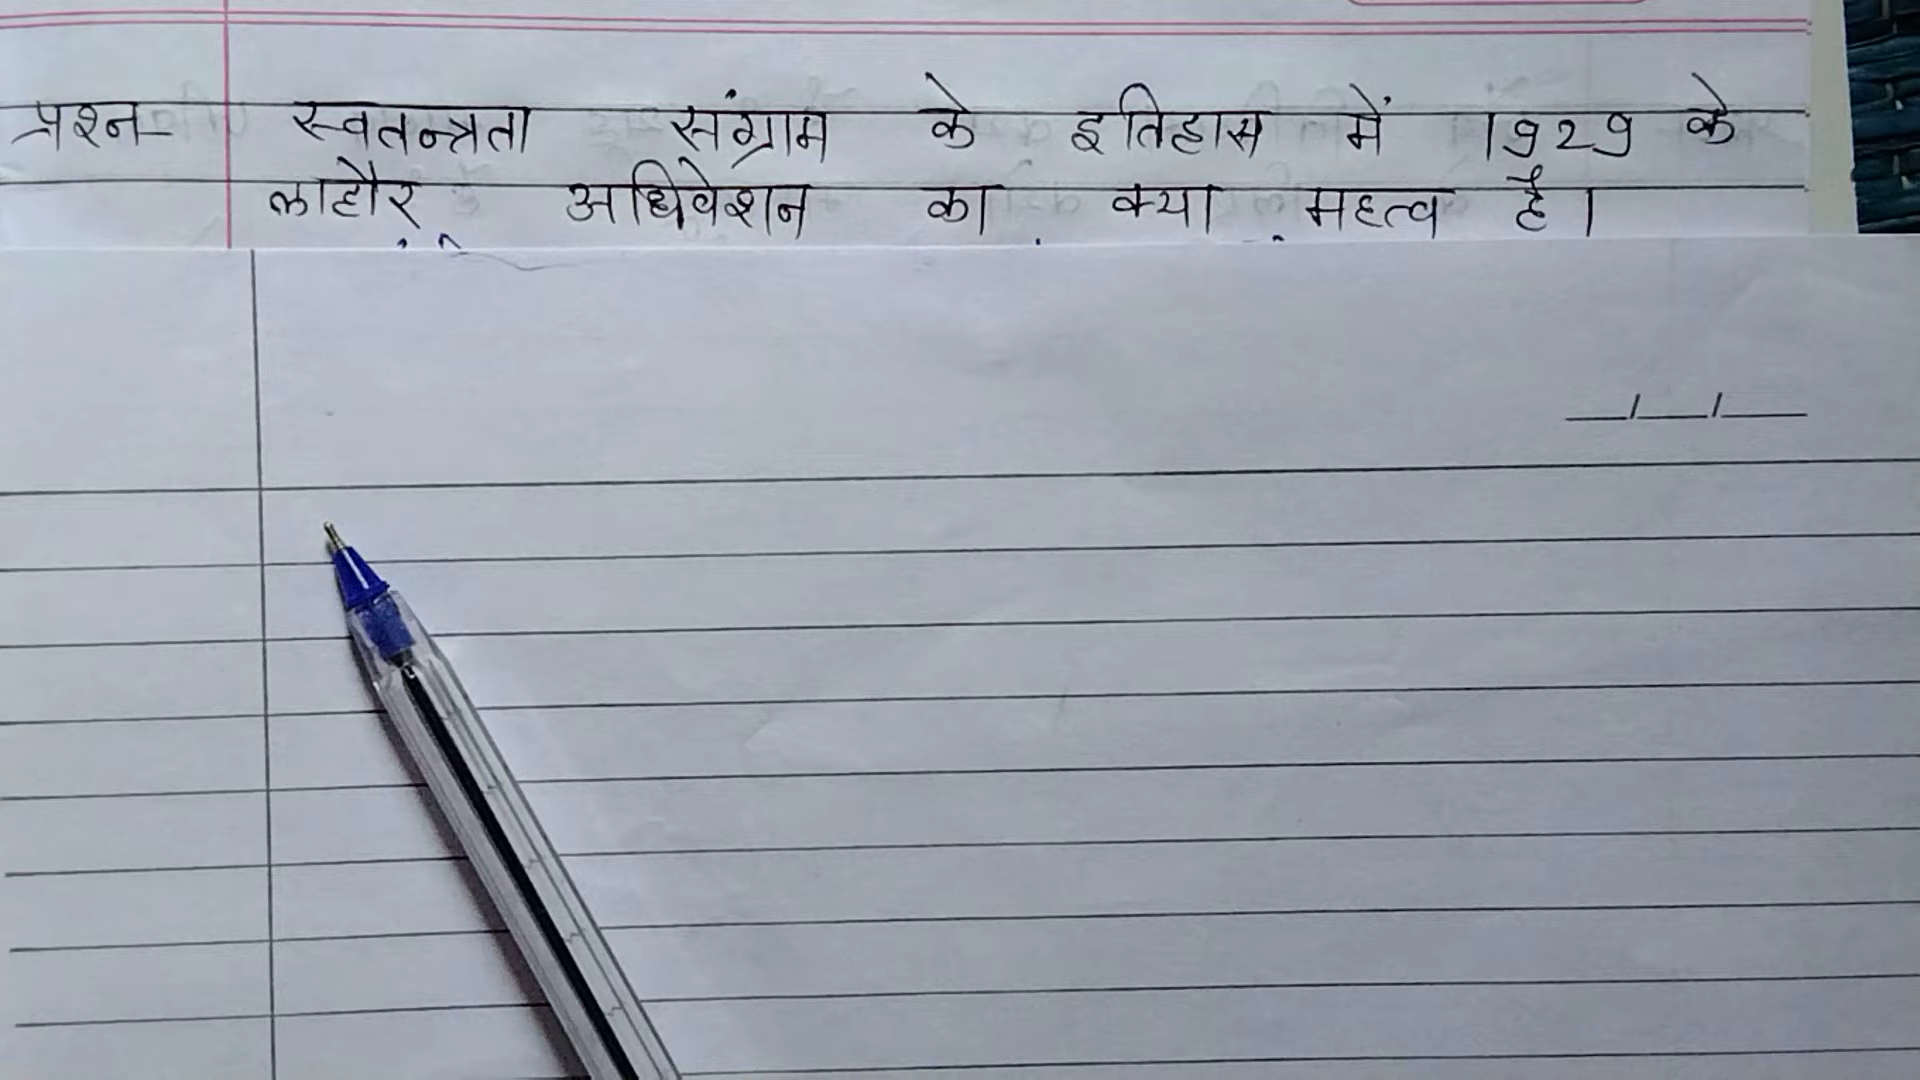 प्रश्न- स्वतन्त्रता संग्राम के इतिहास में 1929 के
लाहौर अधिवेशन का क्या महत्व है।